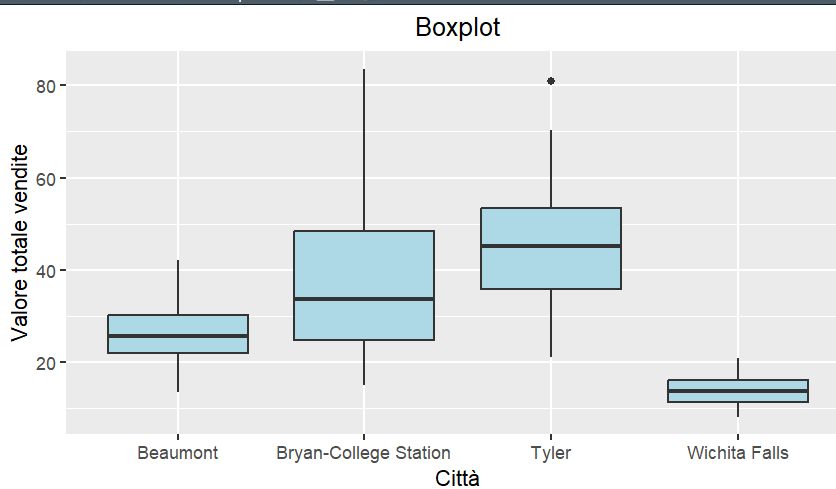 Boxplot
Valore totale vendite
80
60
40
20
Beaumont
Bryan-College Station
Tyler
Wichita Falls
Città